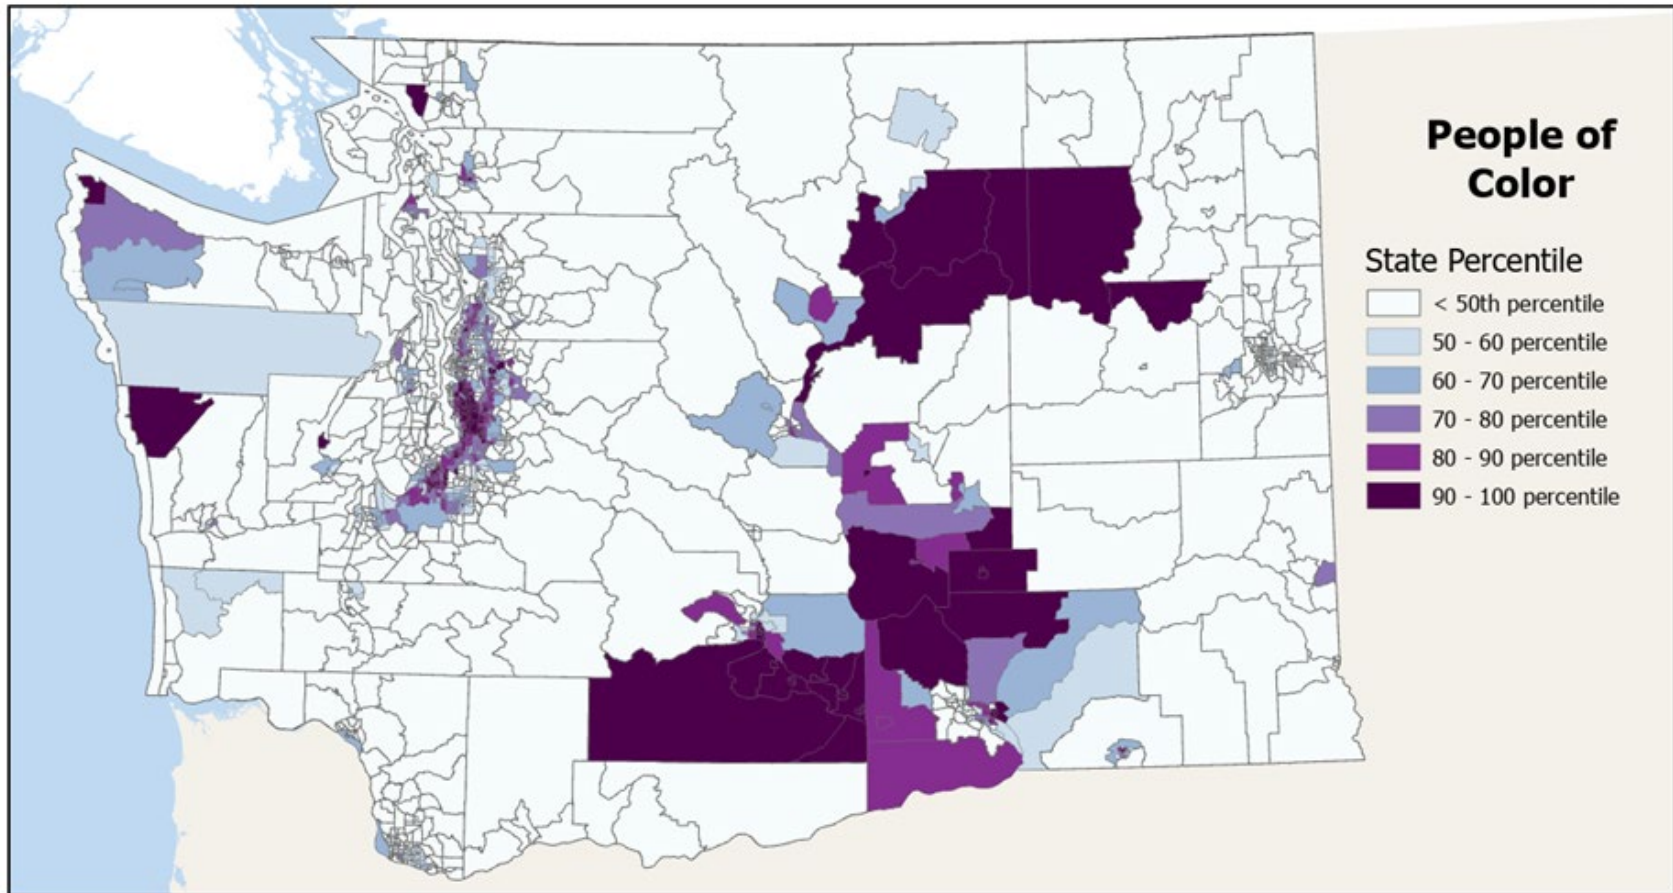 People of
Color
State Percentile
< 50th percentile
50 - 60 percentile
60 - 70 percentile
70 - 80 percentile
80 - 90 percentile
90 - 100 percentile